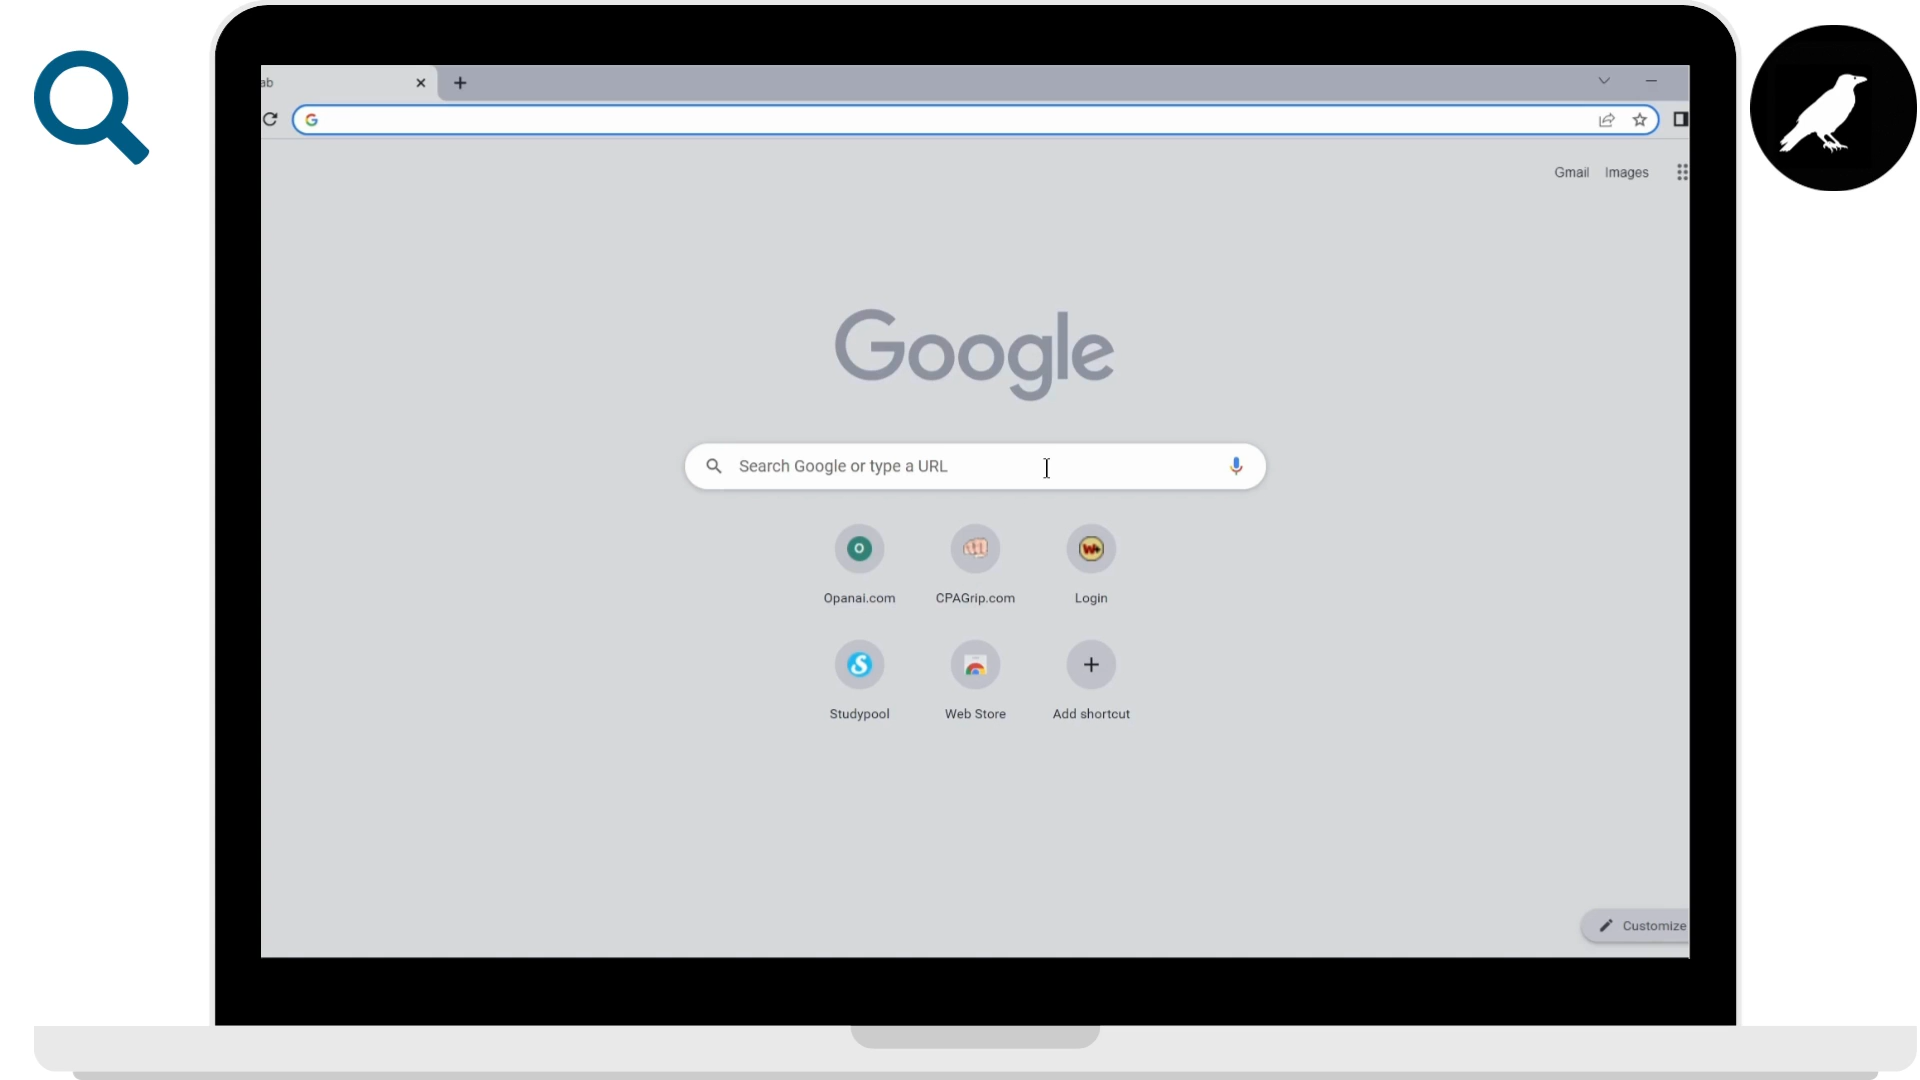 ab
Gmail Images
Google
Search Google or type a URL
O
W
Opanai.com CPAGrip.com Login
S
Studypool Web Store Add shortcut
Customize